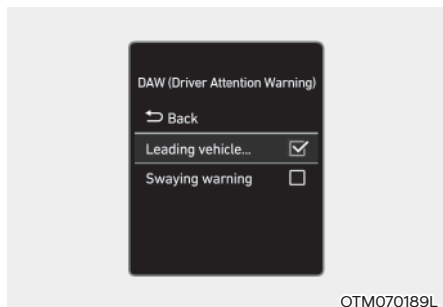 DAW (Driver Attention Warning)
Back
Leading vehicle...
Swaying warning
OTM070189L